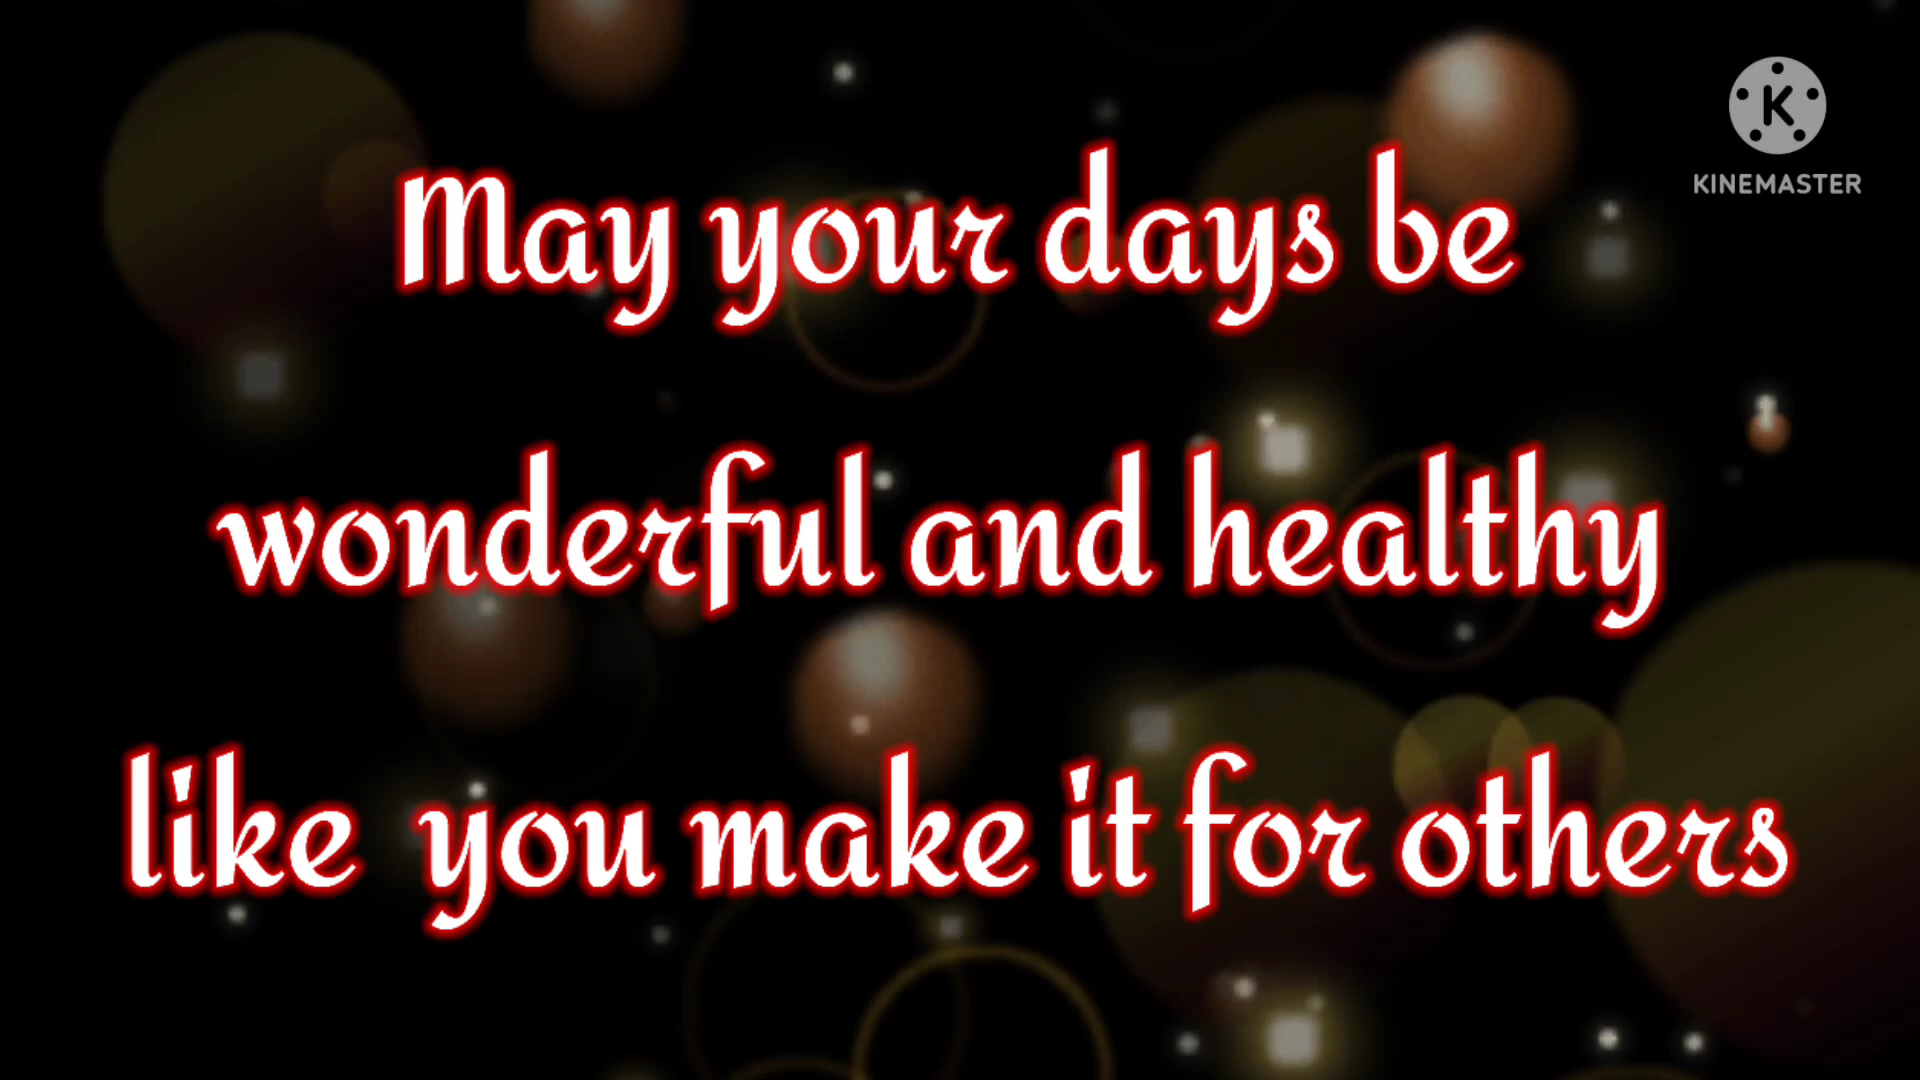 K
KINEMASTER
May your days be
wonderful and healthy
like you make it for others